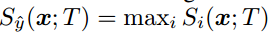 S_ŷ(x; T) = max_i S_i(x; T)